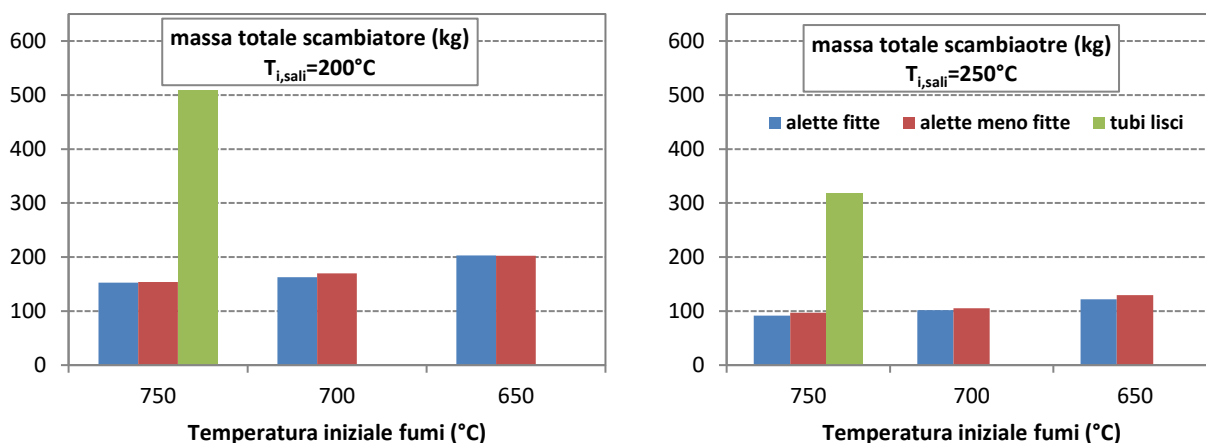 massa totale scambiatore (kg)
T i,sali=200°C
600
500
400
300
200
100
0
750
700
650
Temperatura iniziale fumi (°C)
massa totale scambiaotre (kg)
T i,sali=250°C
alette fitte
alette meno fitte
tubi lisci
600
500
400
300
200
100
0
750
700
650
Temperatura iniziale fumi (°C)